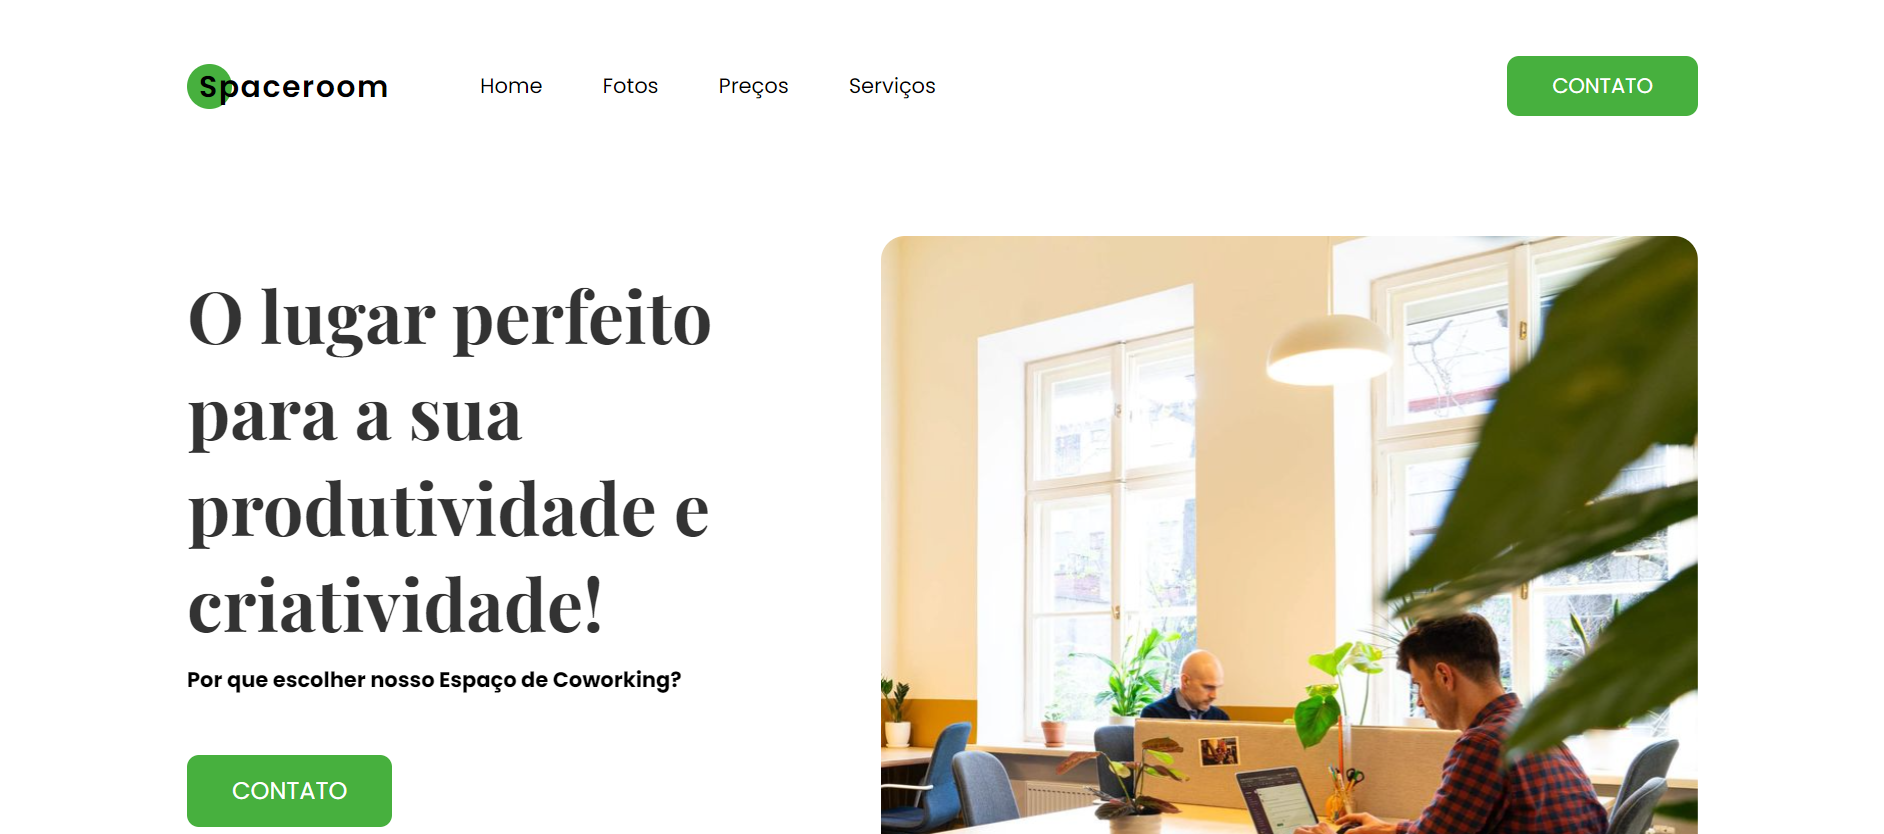 Spaceroom
Home
Fotos
Preços
Serviços
CONTATO
O lugar perfeito
para a sua
produtividade e
criatividade!
Por que escolher nosso Espaço de Coworking?
CONTATO